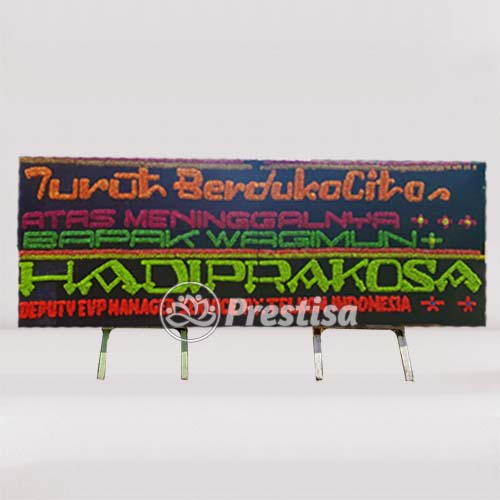 Turut BerdukaCita
ATAS MENINGGALNYA
BAPAK WAGIMUN
HADIPRAKOSA
DEPUTY EVP TELKOM INDONESIA
Prestisa